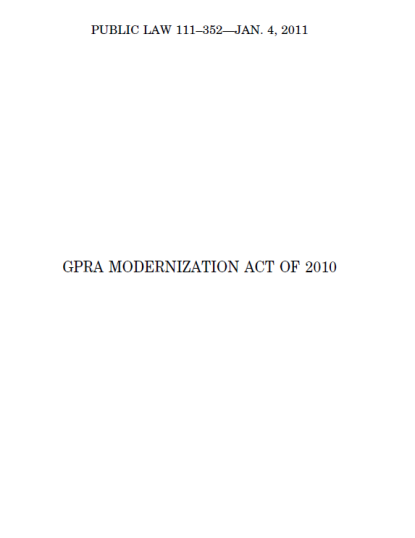 PUBLIC LAW 111–352—JAN. 4, 2011
GPRA MODERNIZATION ACT OF 2010